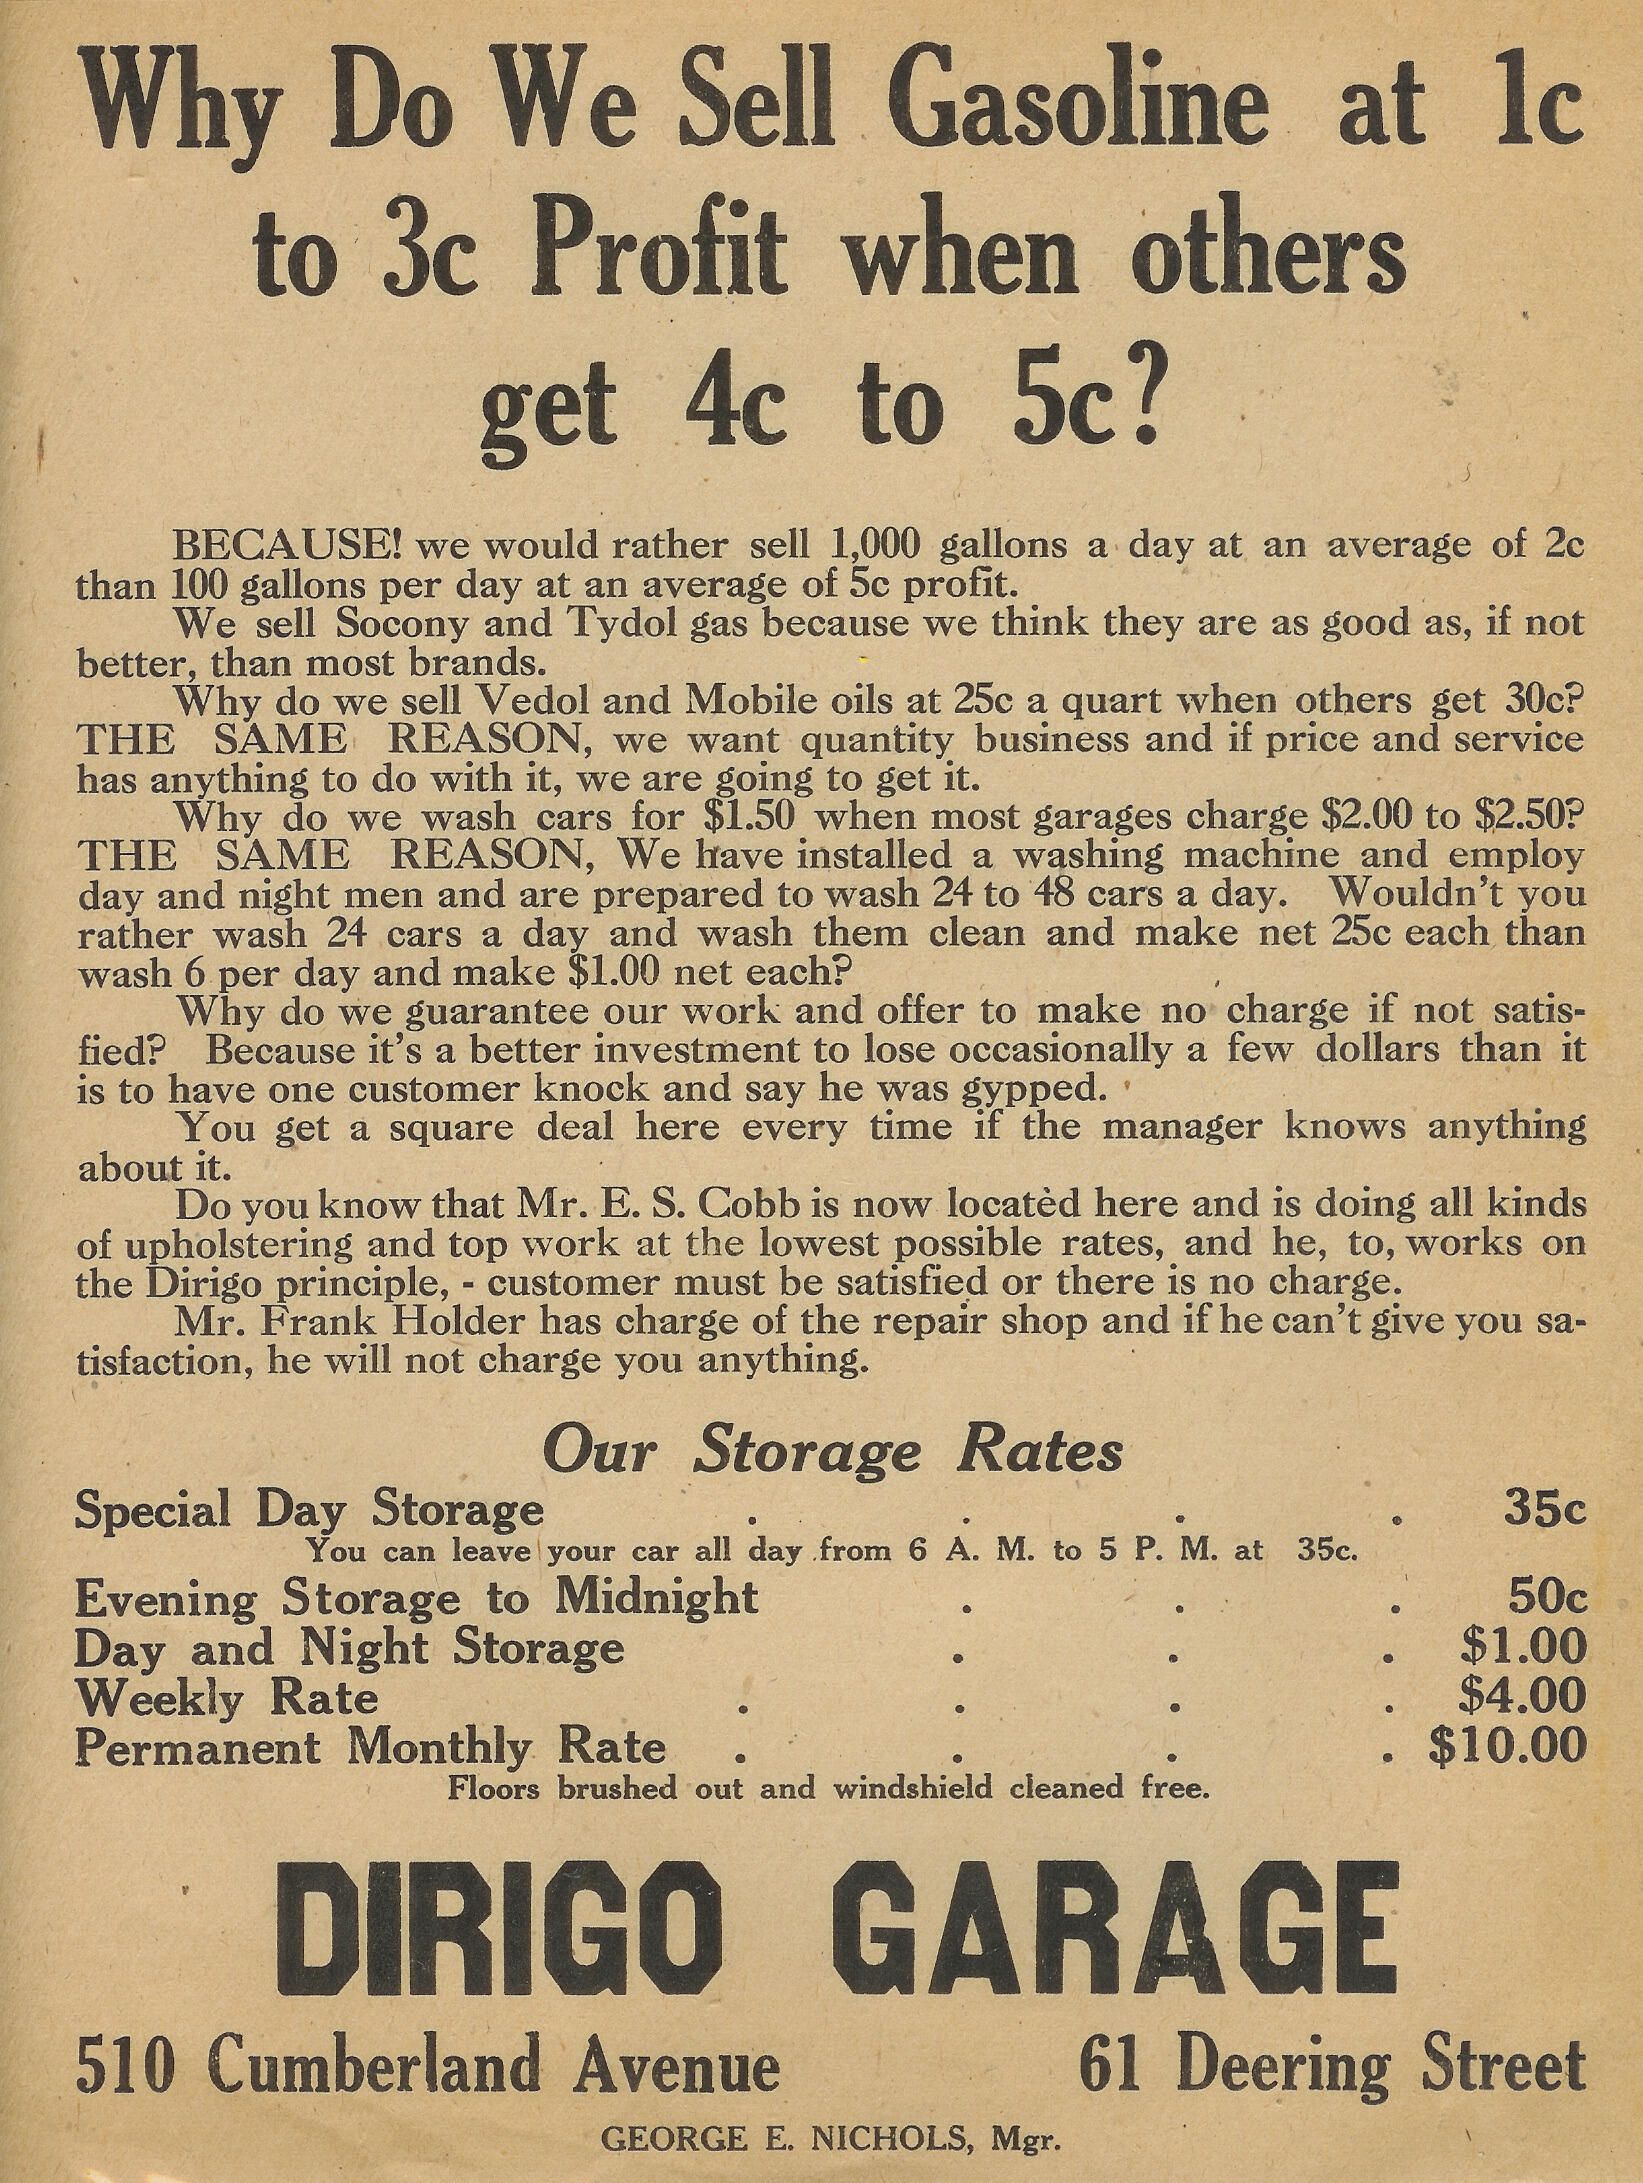 Why Do We Sell Gasoline at 1c
to 3c Profit when others
get 4c to 5c?
BECAUSE! we would rather sell 1,000 gallons a day at an average of 2c
than 100 gallons per day at an average of 5c profit.
We sell Socony and Tydol gas because we think they are as good as, if not
better, than most brands.
Why do we sell Vedol and Mobile oils at 25c a quart when others get 30c?
THE SAME REASON, we want quantity business and if price and service
has anything to do with it, we are going to get it.
Why do we wash cars for $1.50 when most garages charge $2.00 to $2.50?
THE SAME REASON, We have installed a washing machine and employ
day and night men and are prepared to wash 24 to 48 cars a day. Wouldn't you
rather wash 24 cars a day and wash them clean and make net 25c each than
wash 6 per day and make $1.00 net each?
Why do we guarantee our work and offer to make no charge if not satis-
fied? Because it's a better investment to lose occasionally a few dollars than it
is to have one customer knock and say he was gypped.
You get a square deal here every time if the manager knows anything
about it.
Do you know that Mr. E. S. Cobb is now locatèd here and is doing all kinds
of upholstering and top work at the lowest possible rates, and he, to, works on
the Dirigo principle, - customer must be satisfied or there is no charge.
Mr. Frank Holder has charge of the repair shop and if he can't give you sa-
tisfaction, he will not charge you anything.
Our Storage Rates
Special Day Storage . . . . 35c
You can leave your car all day from 6 A. M. to 5 P. M. at 35c.
Evening Storage to Midnight . . . 50c
Day and Night Storage . . . $1.00
Weekly Rate . . . . $4.00
Permanent Monthly Rate . . . . $10.00
Floors brushed out and windshield cleaned free.
DIRIGO GARAGE
510 Cumberland Avenue 61 Deering Street
GEORGE E. NICHOLS, Mgr.